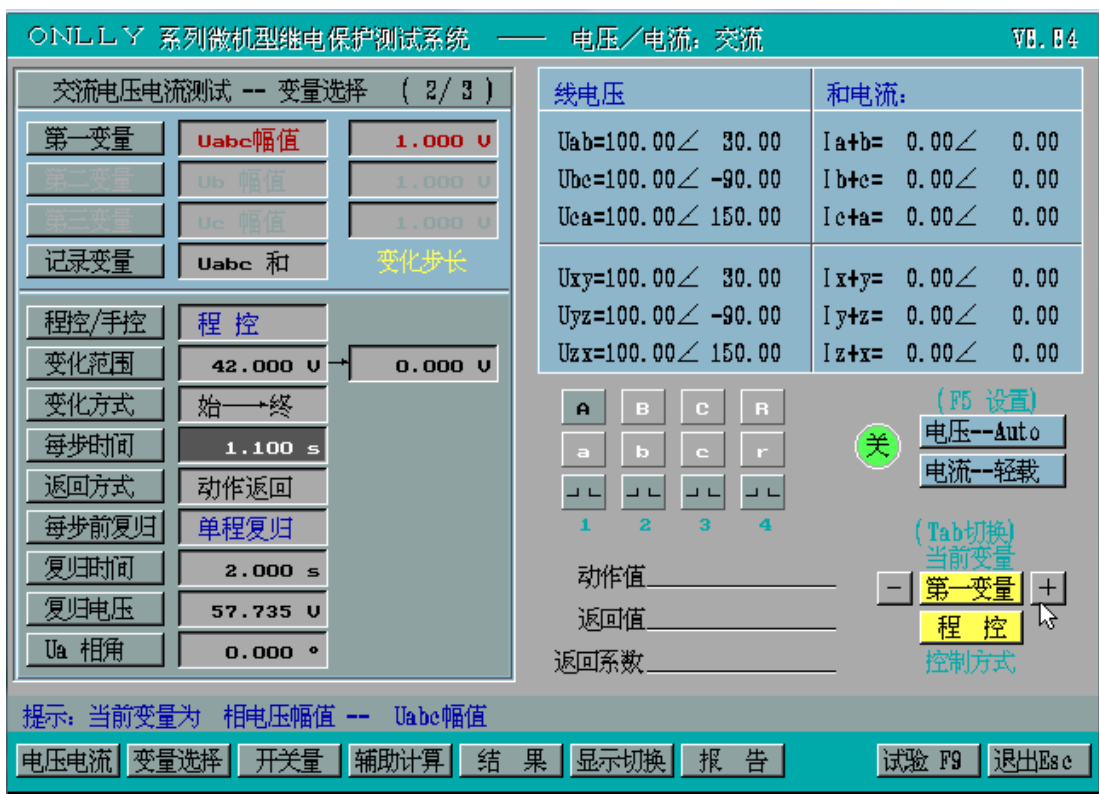 ONLLY 系列微机型继电保护测试系统 —— 电压／电流：交流 V8.84
交流电压电流测试 -- 变量选择 ( 2/ 3 )
第一变量 Uabc幅值 1.000 V
第二变量 Ub 幅值 1.000 V
第三变量 Uc 幅值 1.000 V
记录变量 Uabc 和 变化步长
程控/手控 程 控
变化范围 42.000 V → 0.000 V
变化方式 始——→终
每步时间 1.100 s
返回方式 动作返回
每步前复归 单程复归
复归时间 2.000 s
复归电压 57.735 V
Ua 相角 0.000 °
线电压 和电流：
Uab=100.00∠ 30.00 Ia+b= 0.00∠ 0.00
Ubc=100.00∠ -90.00 Ib+c= 0.00∠ 0.00
Uca=100.00∠ 150.00 Ic+a= 0.00∠ 0.00
Uxy=100.00∠ 30.00 Ix+y= 0.00∠ 0.00
Uyz=100.00∠ -90.00 Iy+z= 0.00∠ 0.00
Uzx=100.00∠ 150.00 Iz+x= 0.00∠ 0.00
A B C R
a b c r
1 2 3 4
关
(F5 设置)
电压--Auto
电流--轻载
动作值
返回值
返回系数
(Tab切换)
当前变量
- 第一变量 +
程 控
控制方式
提示：当前变量为 相电压幅值 -- Uabc幅值
电压电流 变量选择 开关量 辅助计算 结 果 显示切换 报 告 试验 F9 退出Esc